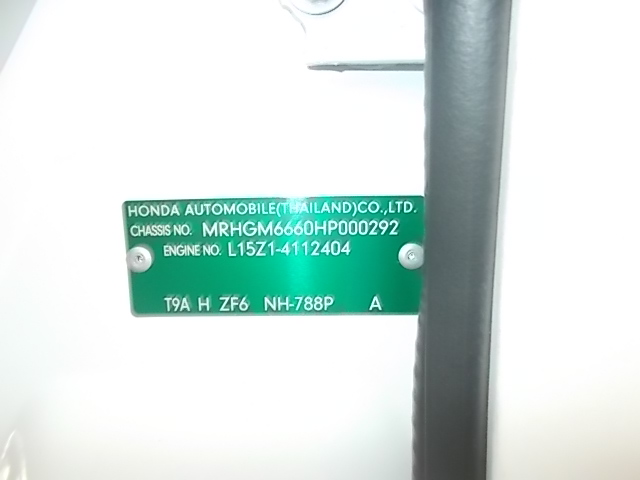 HONDA AUTOMOBILE(THAILAND)CO.,LTD.
CHASSIS NO. MRHGM6660HP000292
ENGINE NO. L15Z1-4112404
T9A H ZF6 NH-788P A